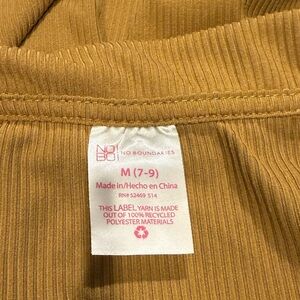 NO
BO
NO BOUNDARIES
M (7-9)
Made in/Hecho en China
RN# 52469 S14
THIS LABEL YARN IS MADE
OUT OF 100% RECYCLED
POLYESTER MATERIALS